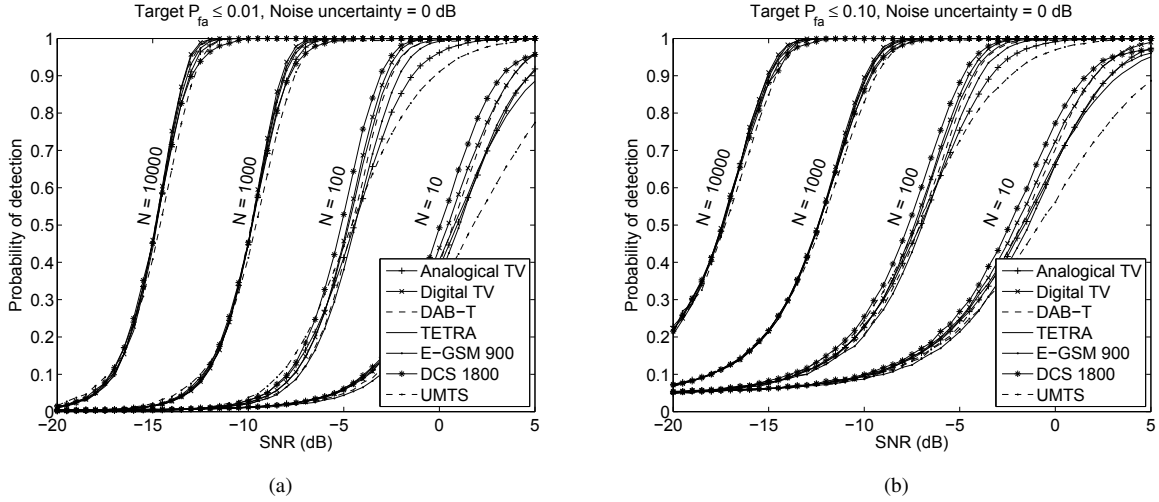 Target P_fa ≤ 0.01, Noise uncertainty = 0 dB
1
0.9
0.8
0.7
0.6
0.5
0.4
0.3
0.2
0.1
0
Probability of detection
N = 10000
N = 1000
N = 100
N = 10
Analogical TV
Digital TV
DAB−T
TETRA
E−GSM 900
DCS 1800
UMTS
−20 −15 −10 −5 0 5
SNR (dB)
(a)
Target P_fa ≤ 0.10, Noise uncertainty = 0 dB
1
0.9
0.8
0.7
0.6
0.5
0.4
0.3
0.2
0.1
0
Probability of detection
N = 10000
N = 1000
N = 100
N = 10
Analogical TV
Digital TV
DAB−T
TETRA
E−GSM 900
DCS 1800
UMTS
−20 −15 −10 −5 0 5
SNR (dB)
(b)